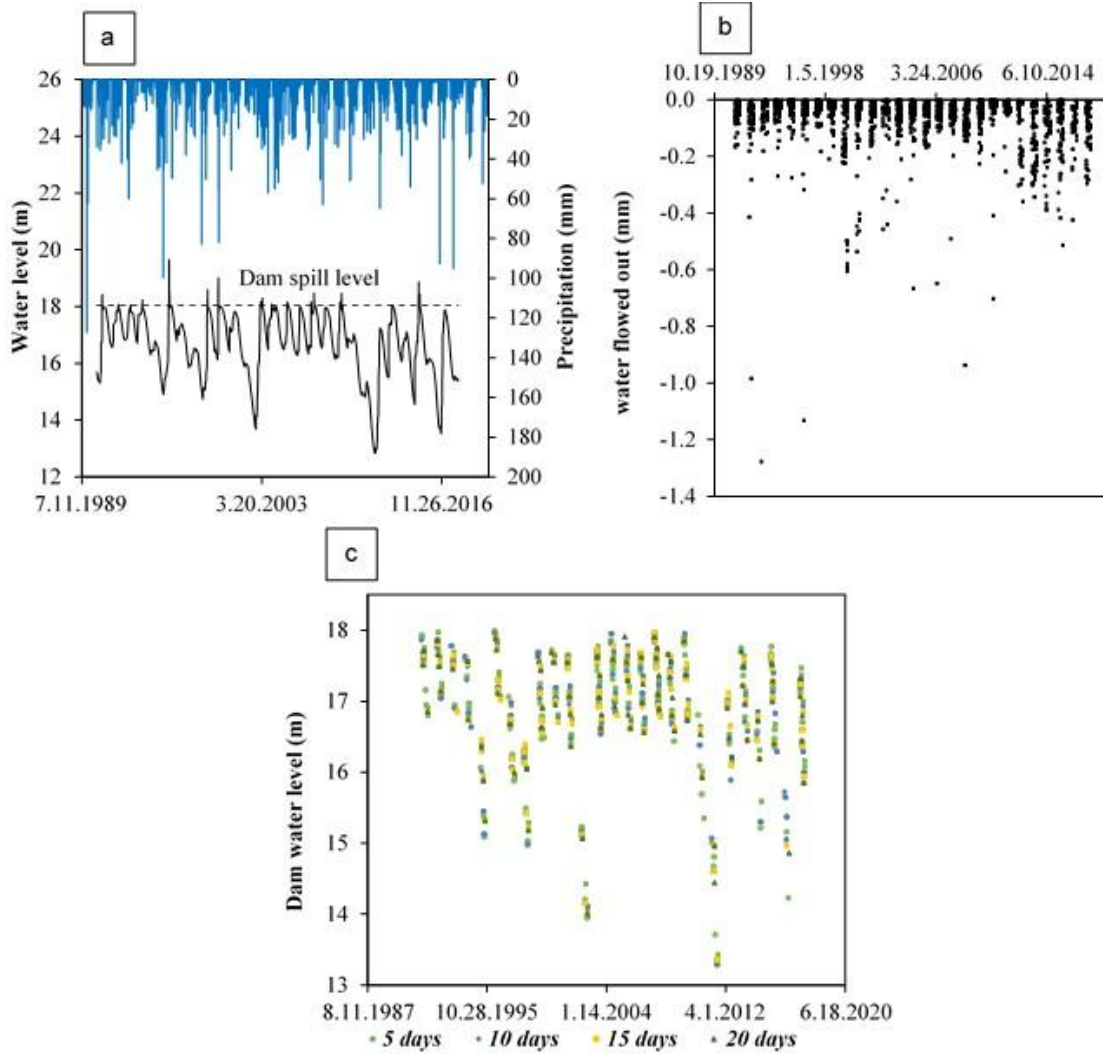 a
26
24
22
20
18
16
14
12
Water level (m)
0
20
40
60
80
100
120
140
160
180
200
Precipitation (mm)
Dam spill level
7.11.1989 3.20.2003 11.26.2016
b
10.19.1989 1.5.1998 3.24.2006 6.10.2014
0.0
-0.2
-0.4
-0.6
-0.8
-1.0
-1.2
-1.4
water flowed out (mm)
c
18
17
16
15
14
13
Dam water level (m)
8.11.1987 10.28.1995 1.14.2004 4.1.2012 6.18.2020
5 days 10 days 15 days 20 days